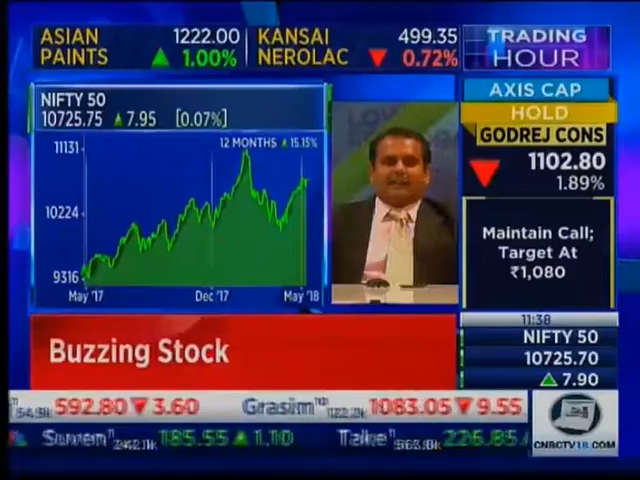 ASIAN PAINTS 1222.00 ▲ 1.00%
KANSAI NEROLAC 499.35 ▼ 0.72%
TRADING HOUR
NIFTY 50
10725.75 ▲ 7.95 [0.07%]
12 MONTHS ▲ 15.15%
11131
10224
9316
May '17 Dec '17 May '18
AXIS CAP
HOLD
GODREJ CONS
▼ 1102.80
1.89%
Maintain Call;
Target At
₹1,080
Buzzing Stock
11:38
NIFTY 50
10725.70
▲ 7.90
592.80 ▼ 3.60 Grasim 1083.05 ▼ 9.55
Suven 185.55 ▲ 1.10 Take 226.85
CNBCTV18.COM